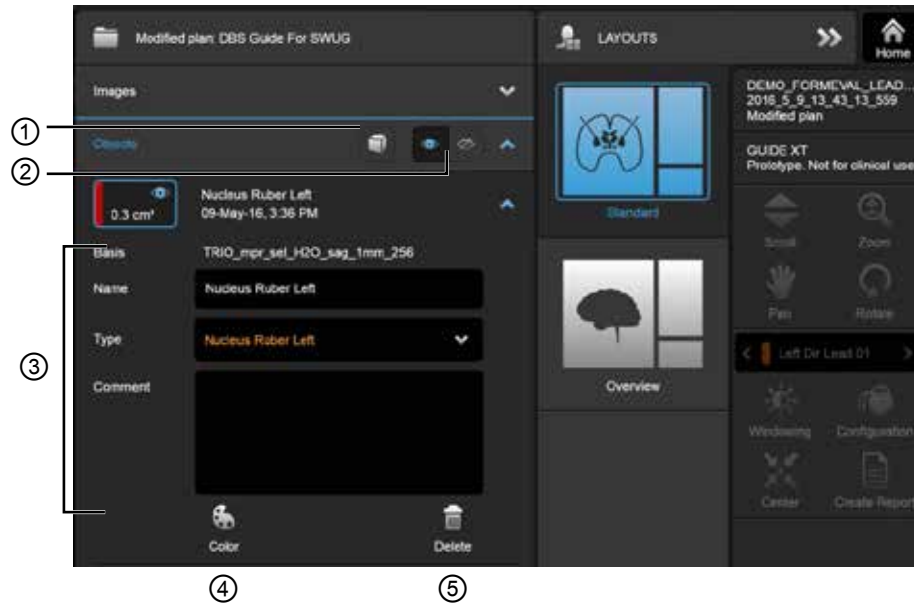 Modified plan: DBS Guide For SWUG
LAYOUTS
Home
Images
①
Objects
②
0.3 cm³
Nucleus Ruber Left
09-May-16, 3:36 PM
③
Basis
TRIO_mpr_sel_H2O_sag_1mm_256
Name
Nucleus Ruber Left
Type
Nucleus Ruber Left
Comment
Color
Delete
④
⑤
Standard
Overview
DEMO_FORMEVAL_LEAD...
2016_5_9_13_43_13_559
Modified plan
GUIDE XT
Prototype. Not for clinical use
Scroll
Zoom
Pan
Rotate
Left Dir Lead 01
Windowing
Configuration
Center
Create Report